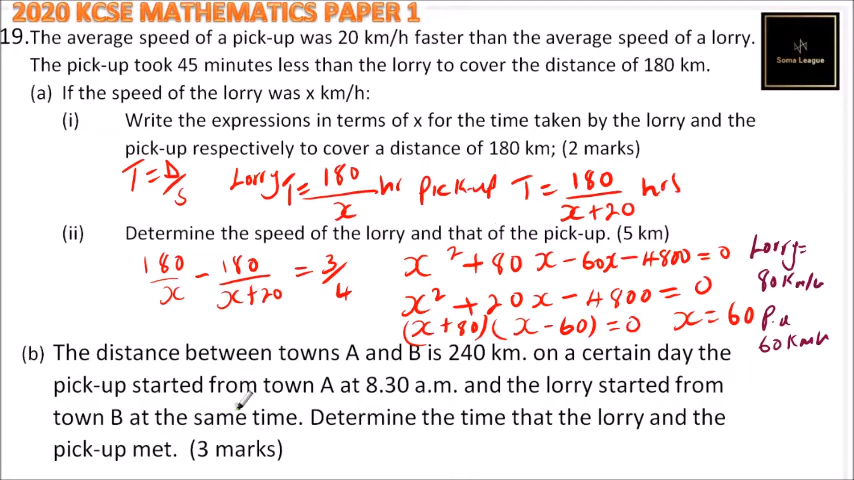 2020 KCSE MATHEMATICS PAPER 1
19. The average speed of a pick-up was 20 km/h faster than the average speed of a lorry.
The pick-up took 45 minutes less than the lorry to cover the distance of 180 km.
Soma League
(a) If the speed of the lorry was x km/h:
(i) Write the expressions in terms of x for the time taken by the lorry and the
pick-up respectively to cover a distance of 180 km; (2 marks)
T = D/S Lorry T = 180/x hr Pick-up T = 180/(x+20) hrs
(ii) Determine the speed of the lorry and that of the pick-up. (5 km)
180/x - 180/(x+20) = 3/4
x² + 80x - 60x - 4800 = 0
x² + 20x - 4800 = 0
(x + 80)(x - 60) = 0 x = 60
Lorry =
80 Km/h
P.u
60 Kmh
(b) The distance between towns A and B is 240 km. on a certain day the
pick-up started from town A at 8.30 a.m. and the lorry started from
town B at the same time. Determine the time that the lorry and the
pick-up met. (3 marks)